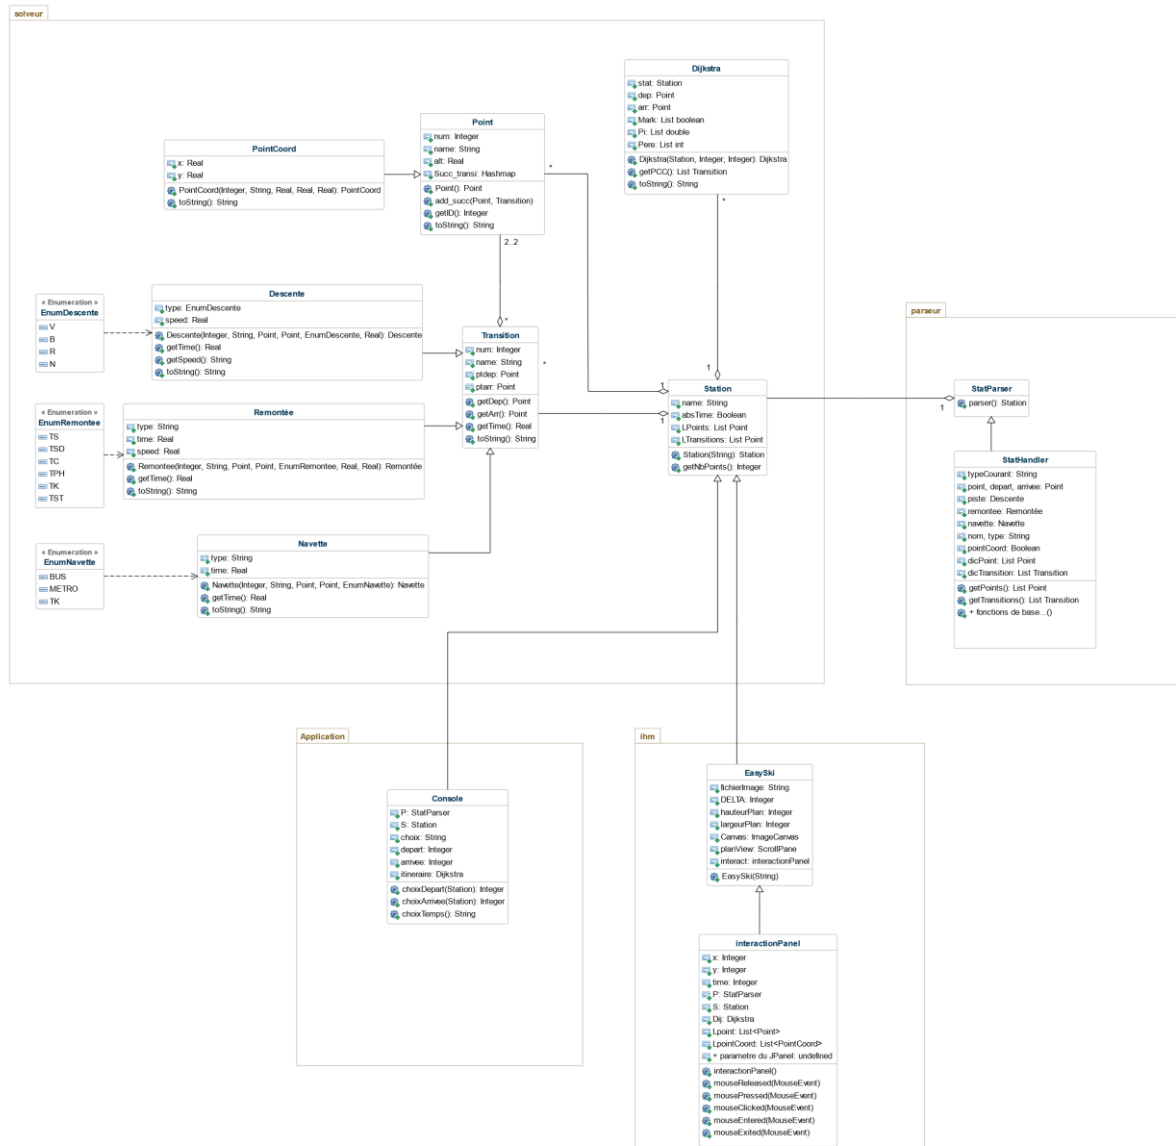 solveur
Dijkstra
stat: Station
dep: Point
arr: Point
Mark: List boolean
Pi: List double
Pere: List int
Dijkstra(Station, Integer, Integer): Dijkstra
getPCC(): List Transition
toString(): String
*
Point
num: Integer
name: String
alt: Real
Succ_transi: Hashmap
Point(): Point
add_succ(Point, Transition)
getID(): Integer
toString(): String
*
2..2
PointCoord
x: Real
y: Real
PointCoord(Integer, String, Real, Real, Real): PointCoord
toString(): String
« Enumeration »
EnumDescente
V
B
R
N
Descente
type: EnumDescente
speed: Real
Descente(Integer, String, Point, Point, EnumDescente, Real): Descente
getTime(): Real
getSpeed(): String
toString(): String
*
Transition
num: Integer
name: String
ptdep: Point
ptarr: Point
getDep(): Point
getArr(): Point
getTime(): Real
toString(): String
*
1
1
1
Station
name: String
absTime: Boolean
LPoints: List Point
LTransitions: List Point
Station(String): Station
getNbPoints(): Integer
« Enumeration »
EnumRemontee
TS
TSD
TC
TPH
TK
TST
Remontée
type: String
time: Real
speed: Real
Remontee(Integer, String, Point, Point, EnumRemontee, Real, Real): Remontée
getTime(): Real
toString(): String
« Enumeration »
EnumNavette
BUS
METRO
TK
Navette
type: String
time: Real
Navette(Integer, String, Point, Point, EnumNavette): Navette
getTime(): Real
toString(): String
parseur
1
StatParser
parser(): Station
StatHandler
typeCourant: String
point, depart, arrivee: Point
piste: Descente
remontee: Remontée
navette: Navette
nom, type: String
pointCoord: Boolean
dicPoint: List Point
dicTransition: List Transition
getPoints(): List Point
getTransitions(): List Transition
+ fonctions de base...()
Application
Console
P: StatParser
S: Station
choix: String
depart: Integer
arrivee: Integer
itineraire: Dijkstra
choixDepart(Station): Integer
choixArrivee(Station): Integer
choixTemps(): String
ihm
EasySki
fichierImage: String
DELTA: Integer
hauteurPlan: Integer
largeurPlan: Integer
Canvas: ImageCanvas
planView: ScrollPane
interact: interactionPanel
EasySki(String)
interactionPanel
x: Integer
y: Integer
time: Integer
P: StatParser
S: Station
Dij: Dijkstra
Lpoint: List<Point>
LpointCoord: List<PointCoord>
+ parametre du JPanel: undefined
interactionPanel()
mouseReleased(MouseEvent)
mousePressed(MouseEvent)
mouseClicked(MouseEvent)
mouseEntered(MouseEvent)
mouseExited(MouseEvent)